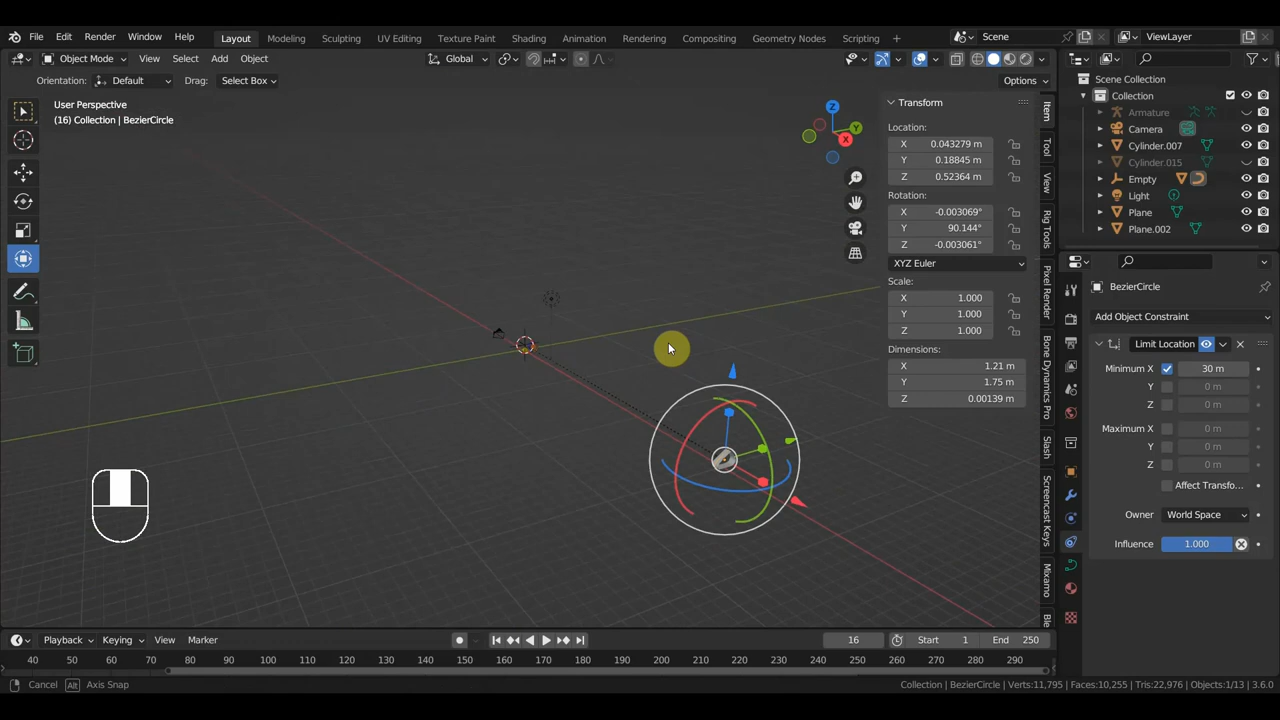 File Edit Render Window Help Layout Modeling Sculpting UV Editing Texture Paint Shading Animation Rendering Compositing Geometry Nodes Scripting + Scene ViewLayer
Object Mode View Select Add Object Global Options
Orientation: Default Drag: Select Box
User Perspective
(16) Collection | BezierCircle
Z
Y
X
Transform
Location:
X 0.043279 m
Y 0.18845 m
Z 0.52364 m
Rotation:
X -0.003069°
Y 90.144°
Z -0.003061°
XYZ Euler
Scale:
X 1.000
Y 1.000
Z 1.000
Dimensions:
X 1.21 m
Y 1.75 m
Z 0.00139 m
Item
Tool
View
Rig Tools
Pixel Render
Bone Dynamics Pro
Slash
Screencast Keys
Mixamo
Ble
Scene Collection
Collection
Armature
Camera
Cylinder.007
Cylinder.015
Empty
Light
Plane
Plane.002
BezierCircle
Add Object Constraint
Limit Location
Minimum X 30 m
Y 0 m
Z 0 m
Maximum X 0 m
Y 0 m
Z 0 m
Affect Transfo...
Owner World Space
Influence 1.000
Playback Keying View Marker 16 Start 1 End 250
40 50 60 70 80 90 100 110 120 130 140 150 160 170 180 190 200 210 220 230 240 250 260 270 280 290
Cancel Alt Axis Snap Collection | BezierCircle | Verts:11,795 | Faces:10,255 | Tris:22,976 | Objects:1/13 | 3.6.0